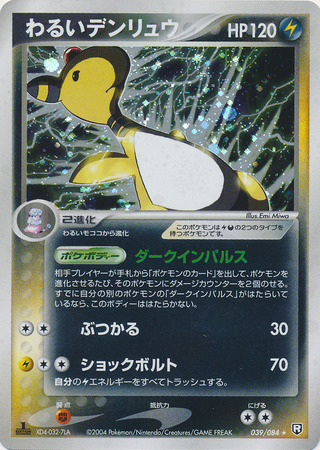 わるいデンリュウ HP120
Illus.Emi Miwa
2進化
わるいモココから進化
このポケモンは の2つのタイプを
持つポケモンです。
ポケボディー ダークインパルス
相手プレイヤーが手札から「ポケモンのカード」を出して、ポケモン
を進化させるたび、そのポケモンにダメージカウンターを2個のせる。
すでに自分の別のポケモンの「ダークインパルス」がはたらいて
いるなら、このポケボディーははたらかない。
ぶつかる 30
ショックボルト 70
自分の エネルギーをすべてトラッシュする。
弱点 抵抗力 にげる
1st EDITION
XD4-032-7LA
©2004 Pokémon/Nintendo/Creatures/GAME FREAK
039/084 ★
R